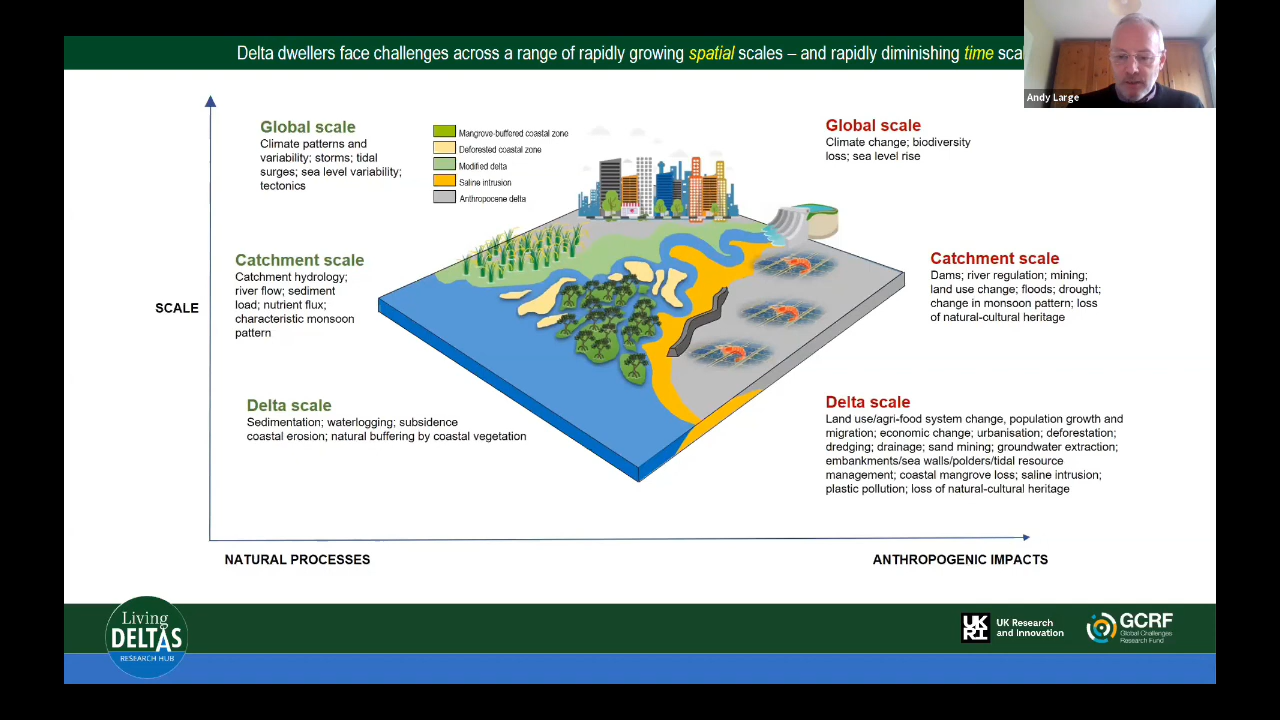 Delta dwellers face challenges across a range of rapidly growing spatial scales – and rapidly diminishing time
Andy Large
Global scale
Climate patterns and
variability; storms; tidal
surges; sea level variability;
tectonics
Mangrove-buffered coastal zone
Deforested coastal zone
Modified delta
Saline intrusion
Anthropocene delta
Global scale
Climate change; biodiversity
loss; sea level rise
Catchment scale
Catchment hydrology;
river flow; sediment
load; nutrient flux;
characteristic monsoon
pattern
Catchment scale
Dams; river regulation; mining;
land use change; floods; drought;
change in monsoon pattern; loss
of natural-cultural heritage
SCALE
Delta scale
Sedimentation; waterlogging; subsidence
coastal erosion; natural buffering by coastal vegetation
Delta scale
Land use/agri-food system change, population growth and
migration; economic change; urbanisation; deforestation;
dredging; drainage; sand mining; groundwater extraction;
embankments/sea walls/polders/tidal resource
management; coastal mangrove loss; saline intrusion;
plastic pollution; loss of natural-cultural heritage
NATURAL PROCESSES
ANTHROPOGENIC IMPACTS
Living
DELTAS
RESEARCH HUB
UKRI
UK Research
and Innovation
GCRF
Global Challenges
Research Fund